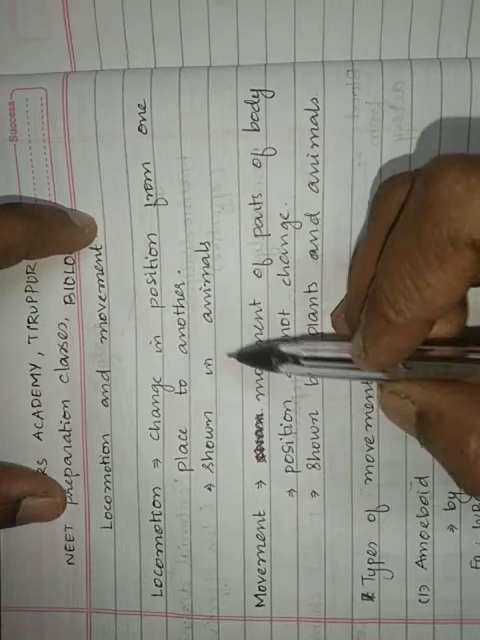 Success
ACADEMY, TIRUPPUR
NEET preparation classes,
Locomotion and movement
Locomotion ⇒ change in position from one
place to another.
⇒ shown in animals
Movement ⇒ movement of parts of body
⇒ position not change.
⇒ shown plants and animals.
* Types of movement
(1) Amoeboid
⇒ by